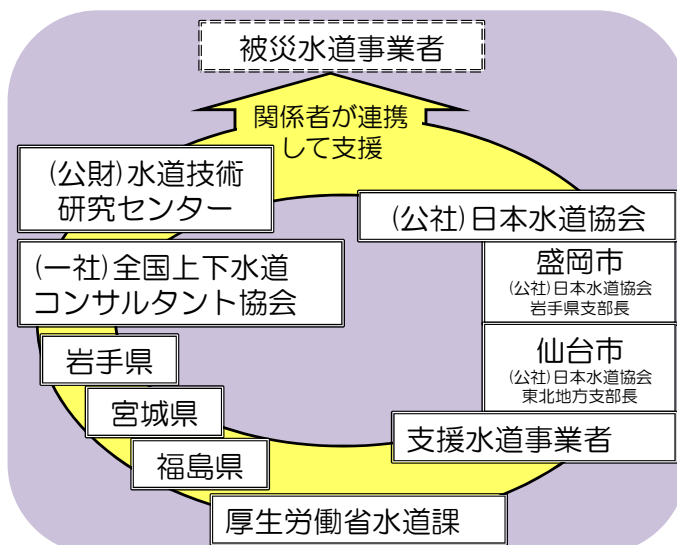 被災水道事業者
関係者が連携
して支援
(公財)水道技術
研究センター
(公社)日本水道協会
(一社)全国上下水道
コンサルタント協会
盛岡市
(公社)日本水道協会
岩手県支部長
仙台市
(公社)日本水道協会
東北地方支部長
岩手県
宮城県
福島県
支援水道事業者
厚生労働省水道課